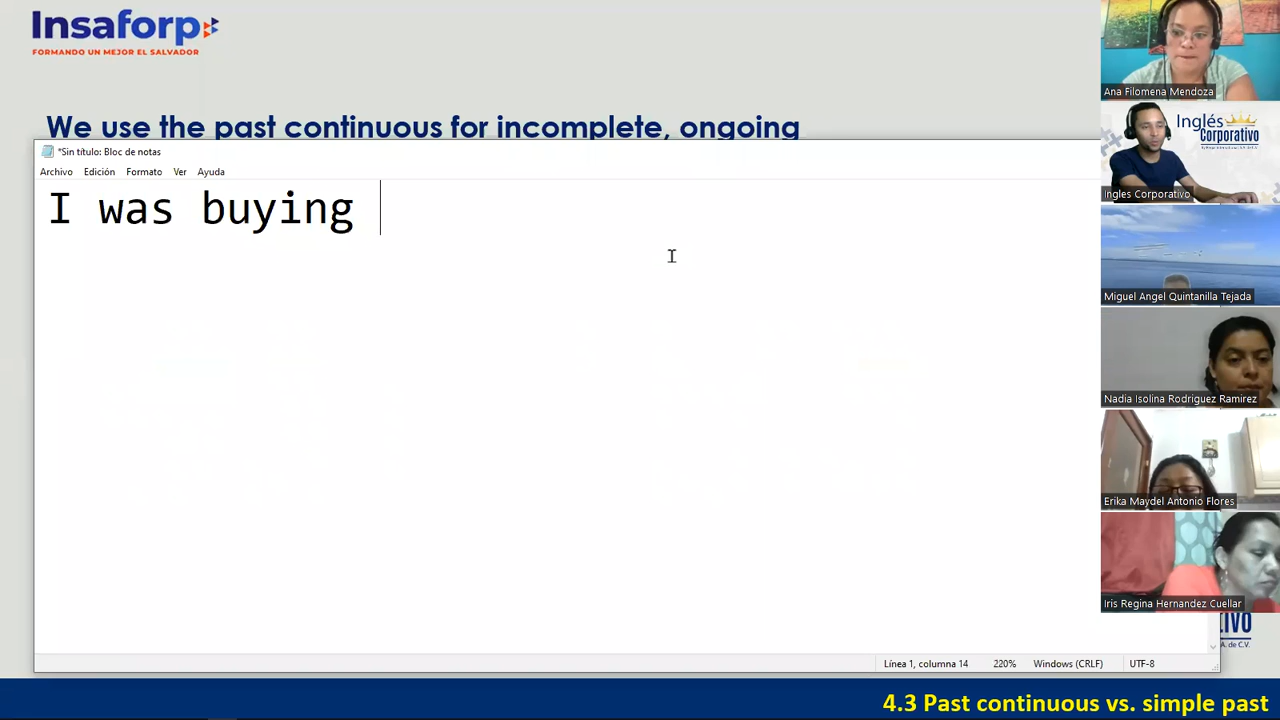 Insaforp
FORMANDO UN MEJOR EL SALVADOR
We use the past continuous for incomplete, ongoing
*Sin título: Bloc de notas
Archivo Edición Formato Ver Ayuda
I was buying
Línea 1, columna 14 220% Windows (CRLF) UTF-8
Ana Filomena Mendoza
Inglés
Corporativo
Ingles Corporativo
Miguel Angel Quintanilla Tejada
Nadia Isolina Rodriguez Ramirez
Erika Maydel Antonio Flores
Iris Regina Hernandez Cuellar
A. de C.V.
4.3 Past continuous vs. simple past